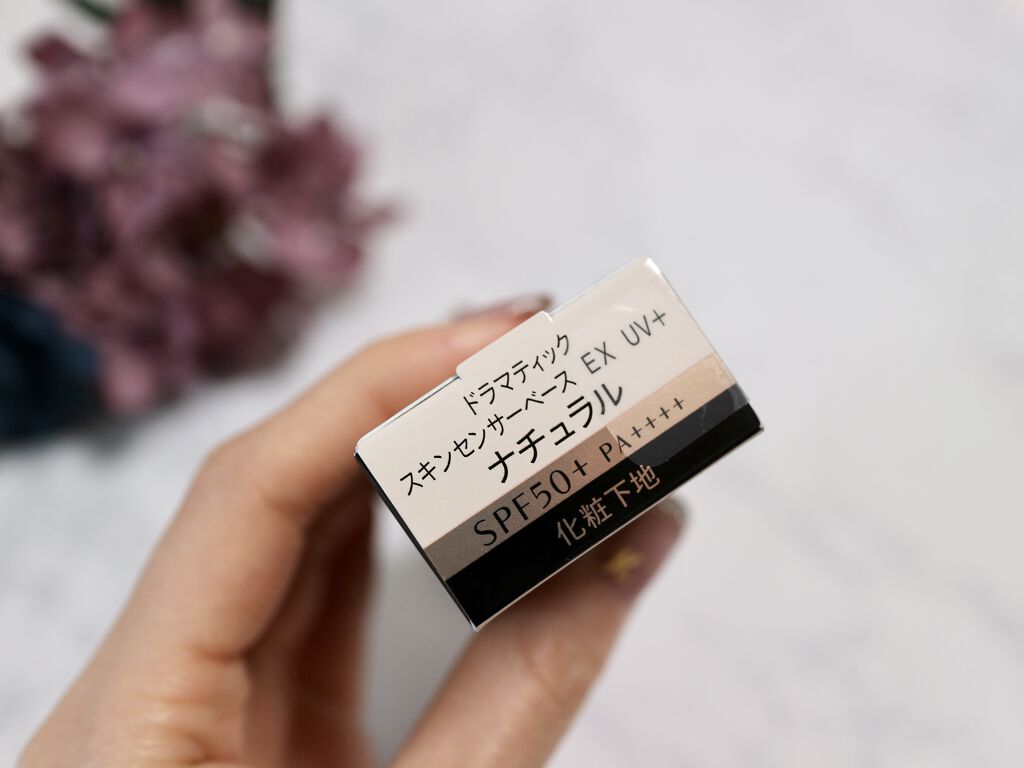 ドラマティック
スキンセンサーベース EX UV+
ナチュラル
SPF50+ PA++++
化粧下地